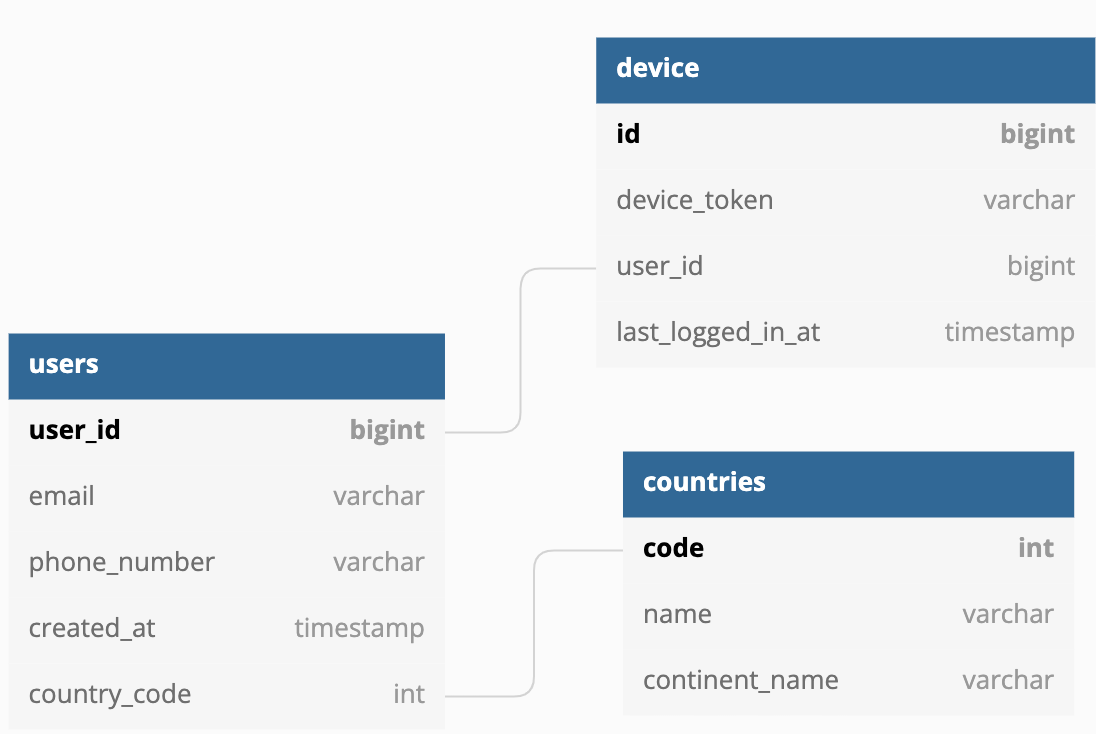 device
id bigint
device_token varchar
user_id bigint
last_logged_in_at timestamp
users
user_id bigint
email varchar
phone_number varchar
created_at timestamp
country_code int
countries
code int
name varchar
continent_name varchar